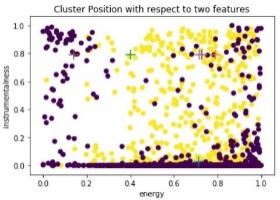 Cluster Position with respect to two features
1.0
0.8
0.6
0.4
0.2
0.0
instrumentalness
0.0 0.2 0.4 0.6 0.8 1.0
energy